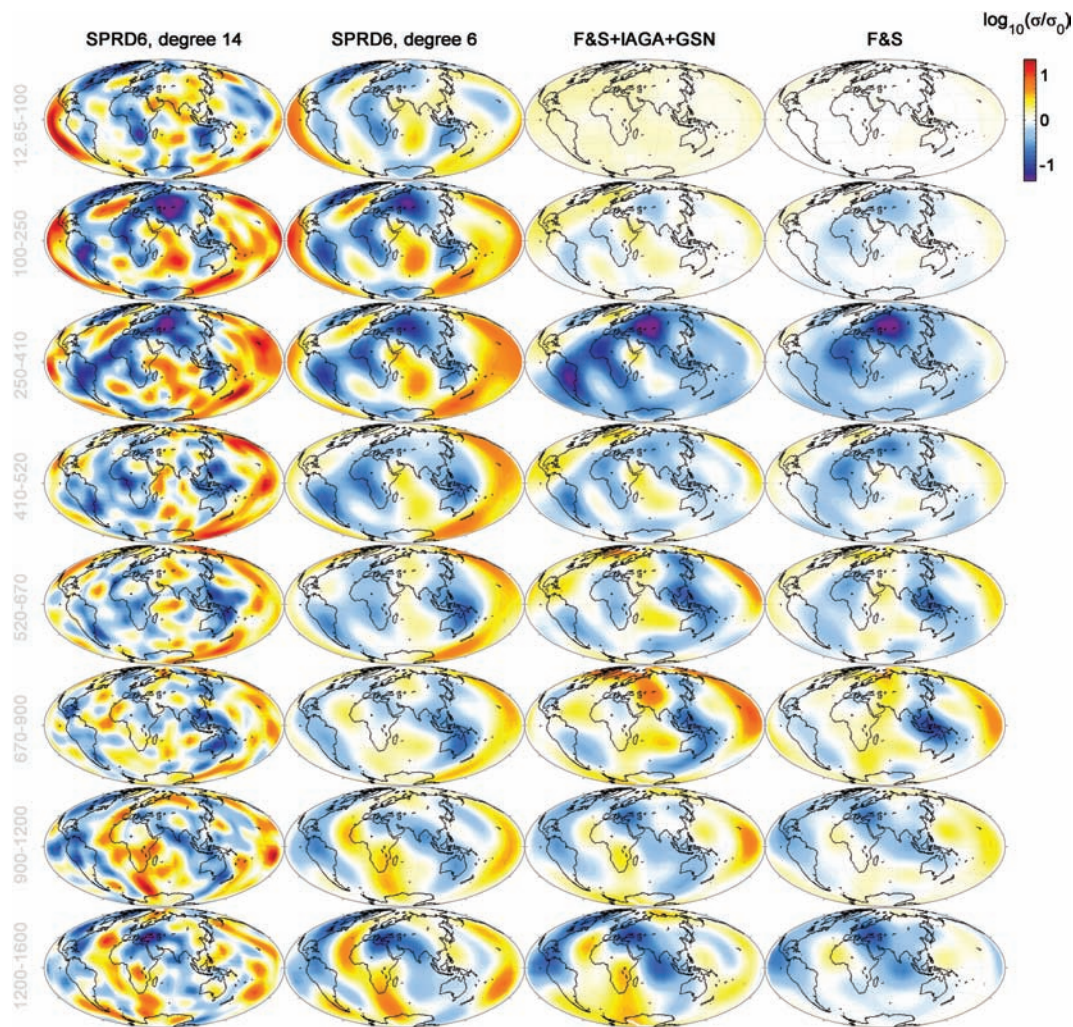 SPRD6, degree 14
SPRD6, degree 6
F&S+IAGA+GSN
F&S
log10(σ/σ0)
1
0
-1
12.65-100
100-250
250-410
410-520
520-670
670-900
900-1200
1200-1600